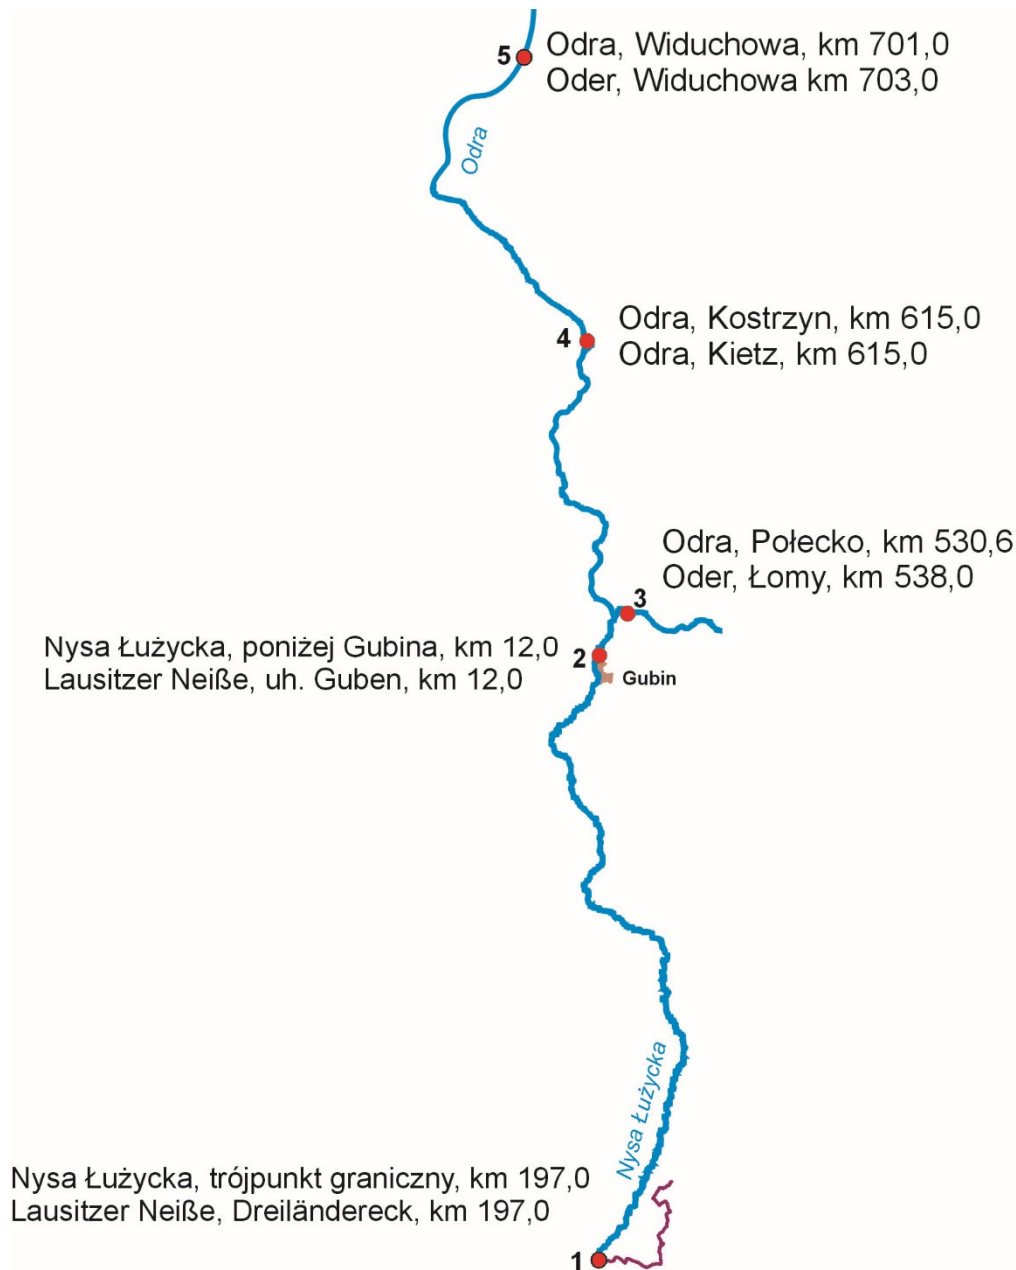 5
Odra, Widuchowa, km 701,0
Oder, Widuchowa km 703,0
Odra
4
Odra, Kostrzyn, km 615,0
Odra, Kietz, km 615,0
Odra, Połecko, km 530,6
Oder, Łomy, km 538,0
3
Nysa Łużycka, poniżej Gubina, km 12,0
Lausitzer Neiße, uh. Guben, km 12,0
2
Gubin
Nysa Łużycka
Nysa Łużycka, trójpunkt graniczny, km 197,0
Lausitzer Neiße, Dreiländereck, km 197,0
1